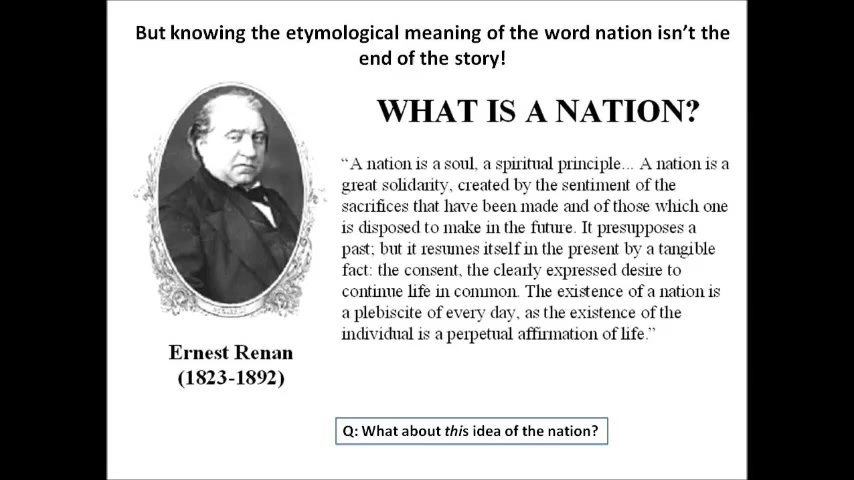 But knowing the etymological meaning of the word nation isn't the
end of the story!
WHAT IS A NATION?
“A nation is a soul, a spiritual principle... A nation is a
great solidarity, created by the sentiment of the
sacrifices that have been made and of those which one
is disposed to make in the future. It presupposes a
past; but it resumes itself in the present by a tangible
fact: the consent, the clearly expressed desire to
continue life in common. The existence of a nation is
a plebiscite of every day, as the existence of the
individual is a perpetual affirmation of life.”
Ernest Renan
(1823-1892)
Q: What about this idea of the nation?